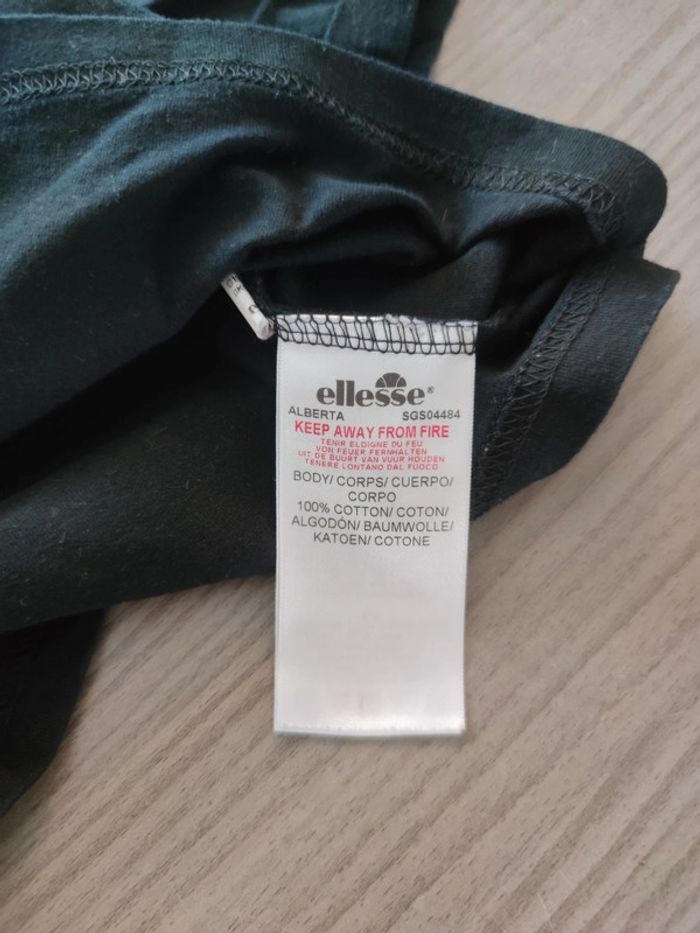 ellesse®
ALBERTA SGS04484
KEEP AWAY FROM FIRE
TENIR ELOIGNE DU FEU
VON FEUER FERNHALTEN
UIT DE BUURT VAN VUUR HOUDEN
TENERE LONTANO DAL FUOCO
BODY/ CORPS/ CUERPO/
CORPO
100% COTTON/ COTON/
ALGODÓN/ BAUMWOLLE/
KATOEN/ COTONE